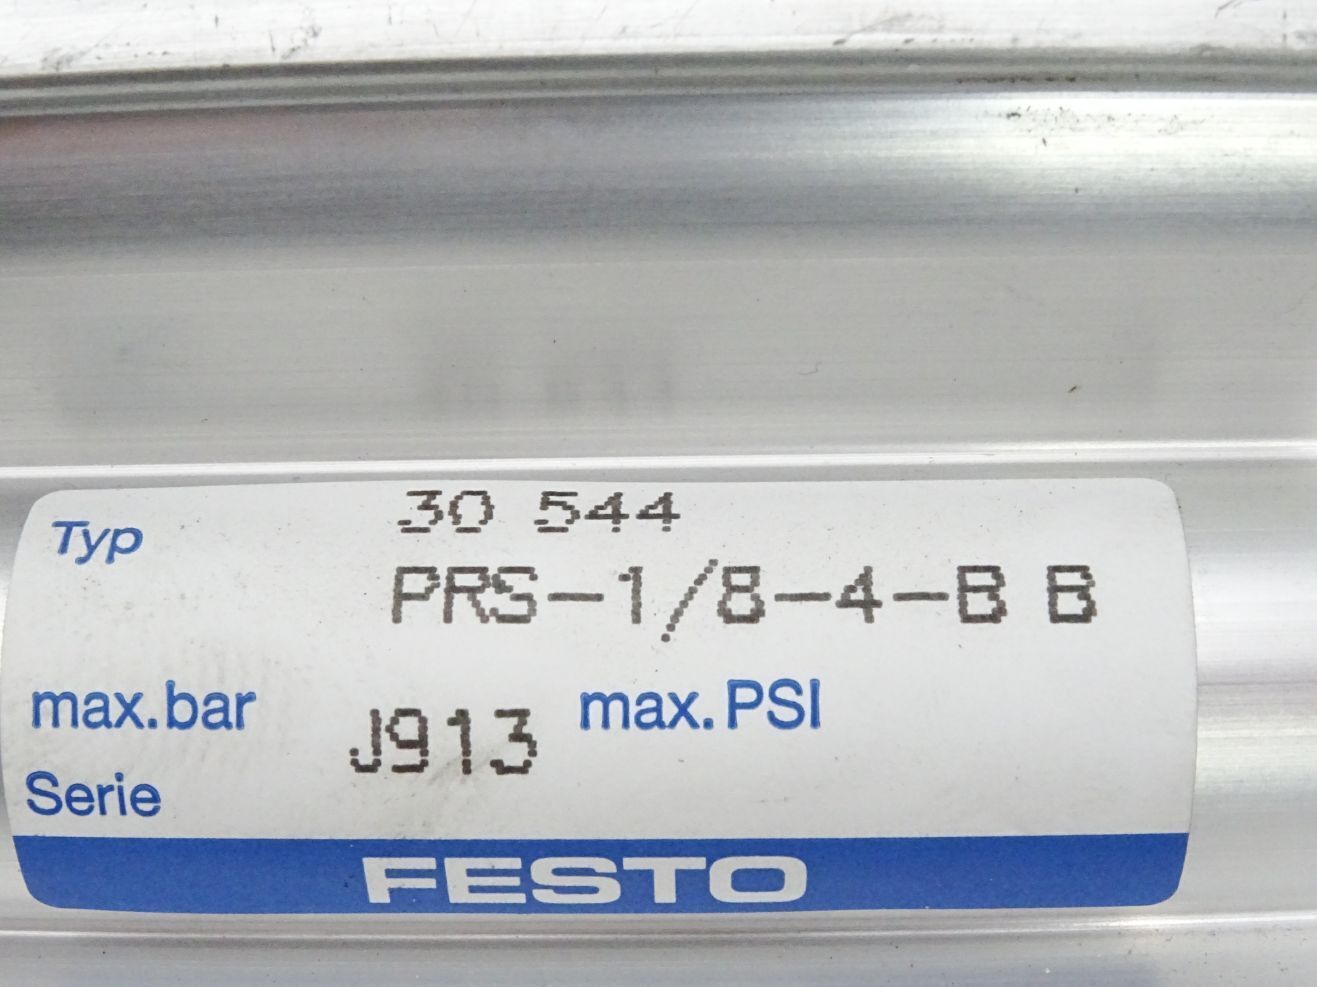 30 544
Typ
PRS-1/8-4-B B
max.bar max.PSI
J913
Serie
FESTO